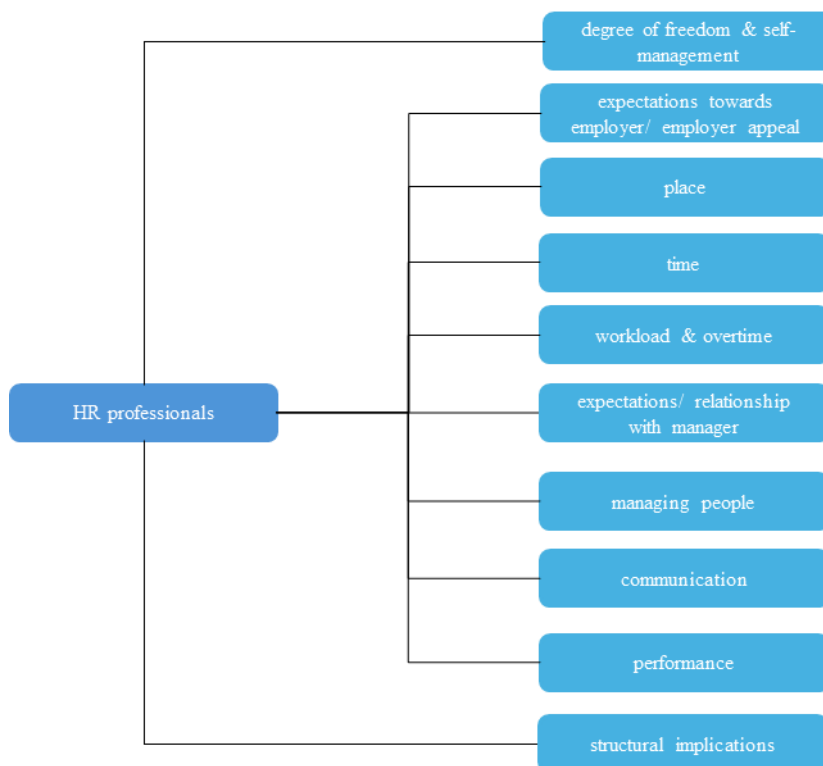 degree of freedom & self-
management
expectations towards
employer/ employer appeal
place
time
workload & overtime
HR professionals
expectations/ relationship
with manager
managing people
communication
performance
structural implications